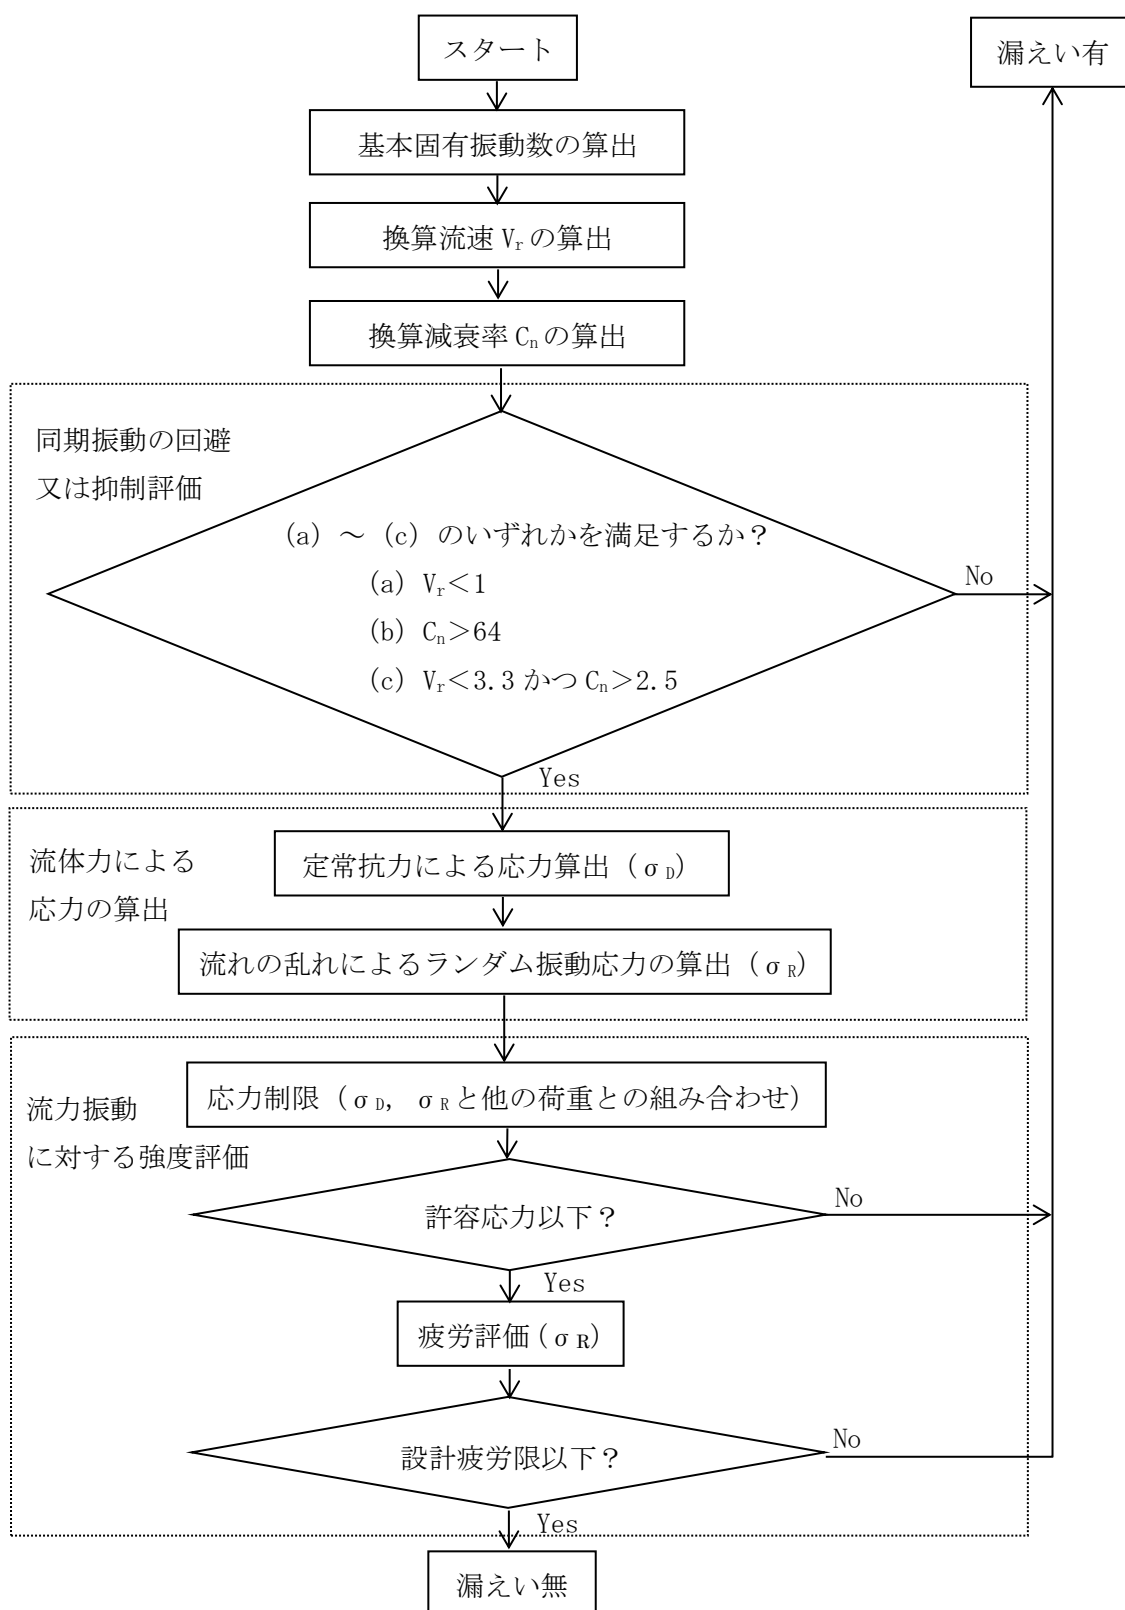 スタート
漏えい有
基本固有振動数の算出
換算流速 Vrの算出
換算減衰率 Cnの算出
同期振動の回避
又は抑制評価
(a) ～ (c) のいずれかを満足するか？
(a) Vr＜1
(b) Cn＞64
(c) Vr＜3.3 かつ Cn＞2.5
No
Yes
流体力による
応力の算出
定常抗力による応力算出 (σD)
流れの乱れによるランダム振動応力の算出 (σR)
流力振動
に対する強度評価
応力制限 (σD, σRと他の荷重との組み合わせ)
許容応力以下？
No
Yes
疲労評価(σR)
設計疲労限以下？
No
Yes
漏えい無